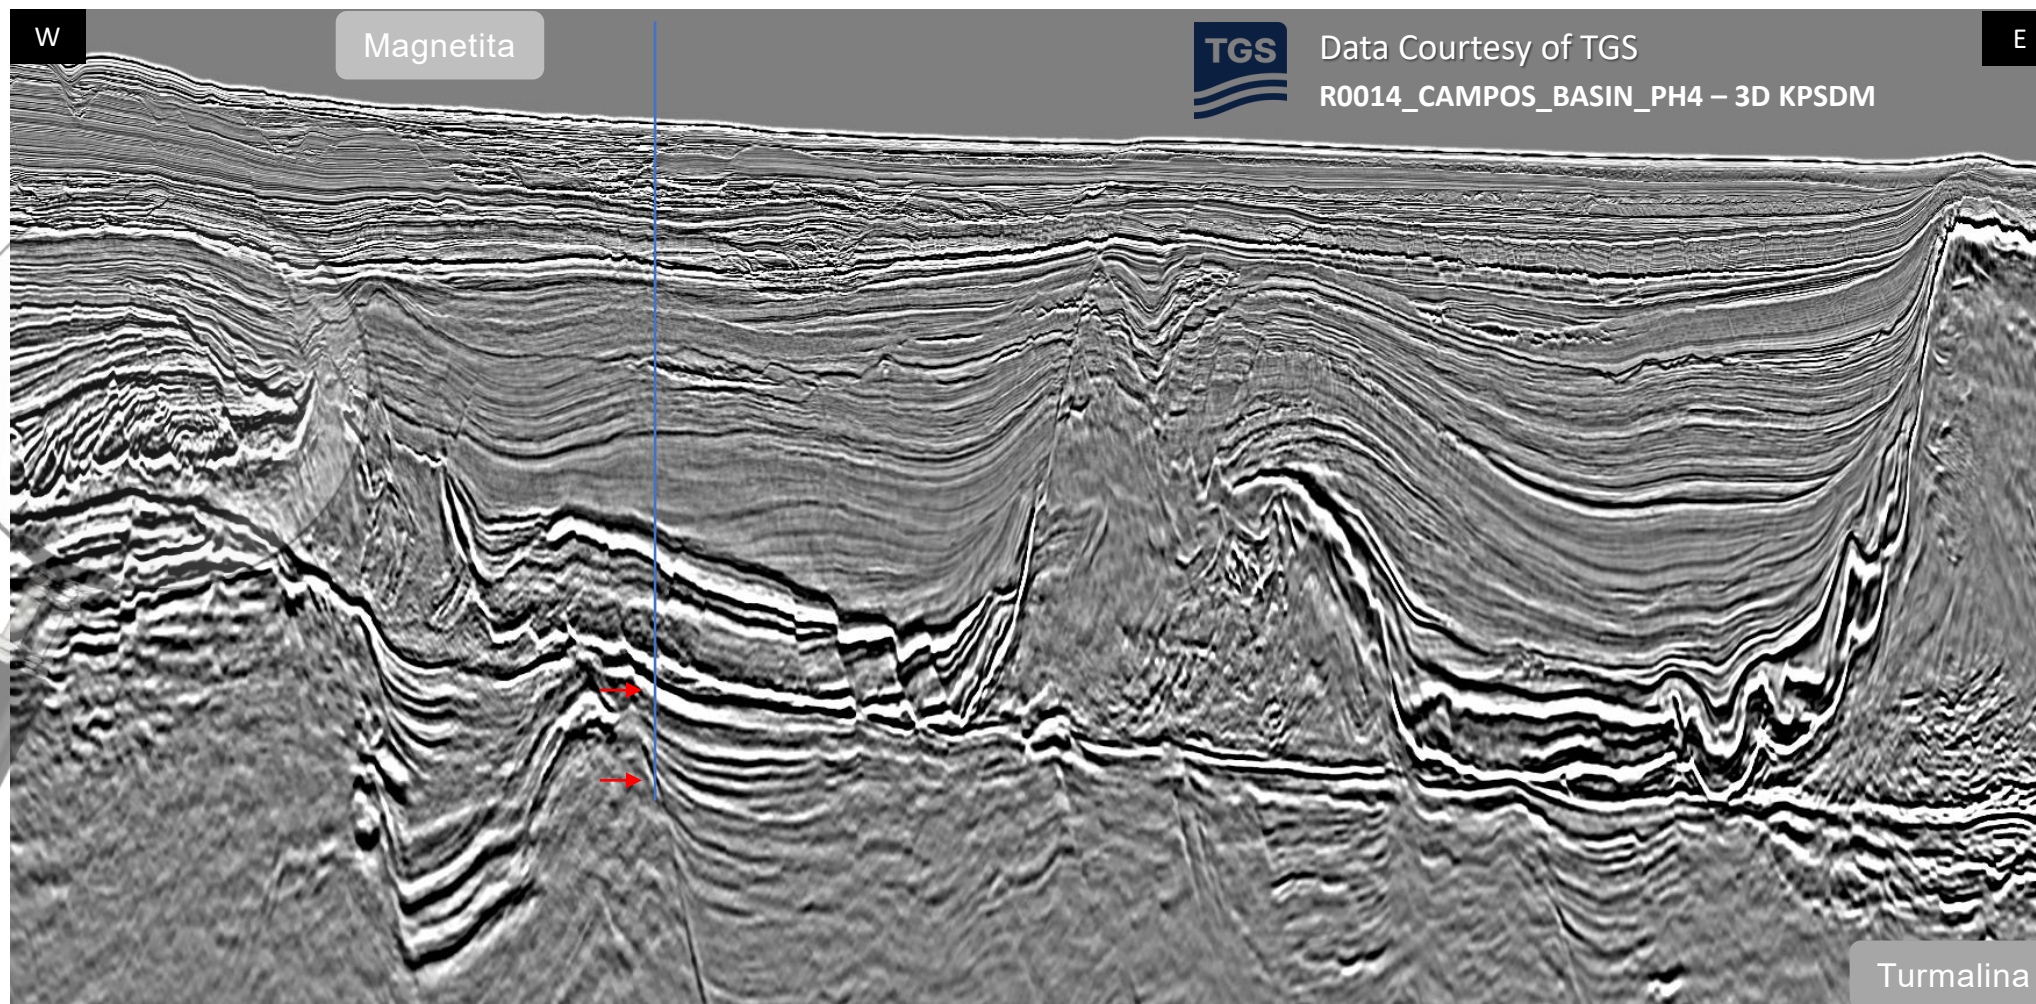 W
Magnetita
TGS
Data Courtesy of TGS
R0014_CAMPOS_BASIN_PH4 – 3D KPSDM
E
Turmalina